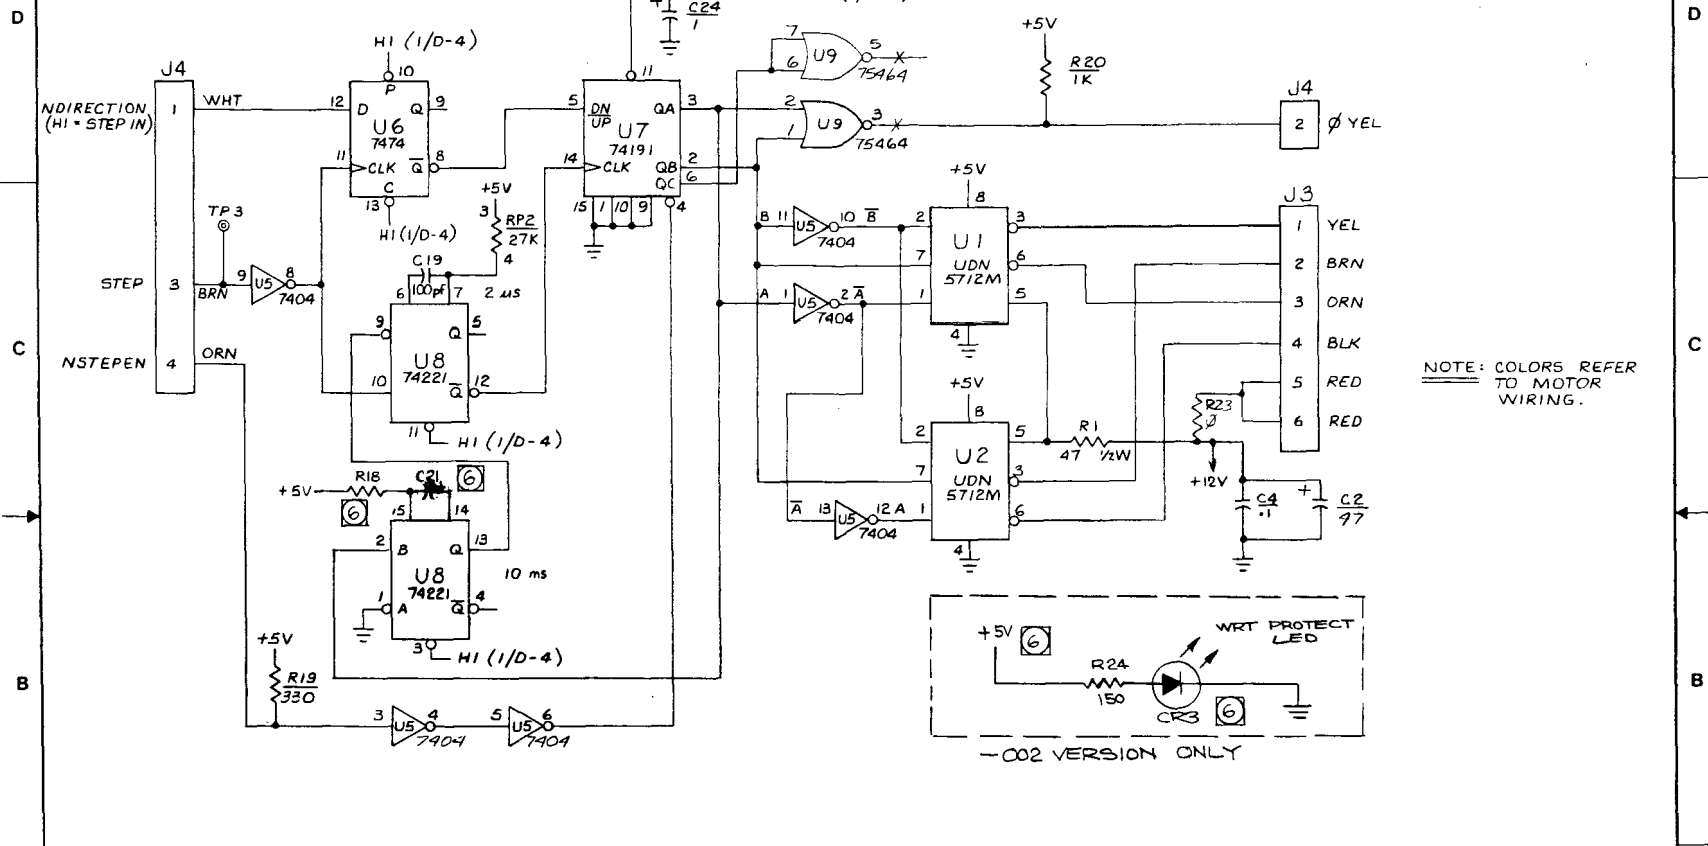 D
D
C24
1
+5V
HI (1/D-4)
J4
10
P
11
7
6
U9
5
75464
R20
1K
J4
NDIRECTION
(HI = STEP IN)
1
WHT
12
D
Q
9
U6
7474
5
DN
UP
QA
3
U7
74191
2
1
U9
3
75464
2
Ø YEL
11
CLK
Q
8
14
CLK
QB
2
QC
6
C
13
HI (1/D-4)
+5V
3
RP2
27K
4
15
1
10
9
4
+5V
8
J3
TP3
B
11
U5
10
B
7404
2
U1
UDN
5712M
3
1
YEL
7
6
2
BRN
STEP
3
BRN
9
U5
8
7404
C19
100pf
6
7
2 µs
A
1
U5
2
A
7404
1
5
3
ORN
9
Q
5
U8
74221
4
4
BLK
C
C
NSTEPEN
4
ORN
10
Q
12
11
HI (1/D-4)
+5V
8
5
RED
R23
Ø
6
RED
NOTE: COLORS REFER
TO MOTOR
WIRING.
2
U2
UDN
5712M
5
R1
47
1/2W
7
3
+12V
C4
.1
+
C2
47
R18
C21
6
+5V
6
15
14
A
13
U5
12
A
7404
1
6
4
2
B
Q
13
U8
74221
10 ms
1
A
Q
4
3
HI (1/D-4)
+5V
R19
330
3
U5
4
7404
5
U5
6
7404
B
B
+5V
6
WRT PROTECT
LED
R24
150
CR3
6
-002 VERSION ONLY